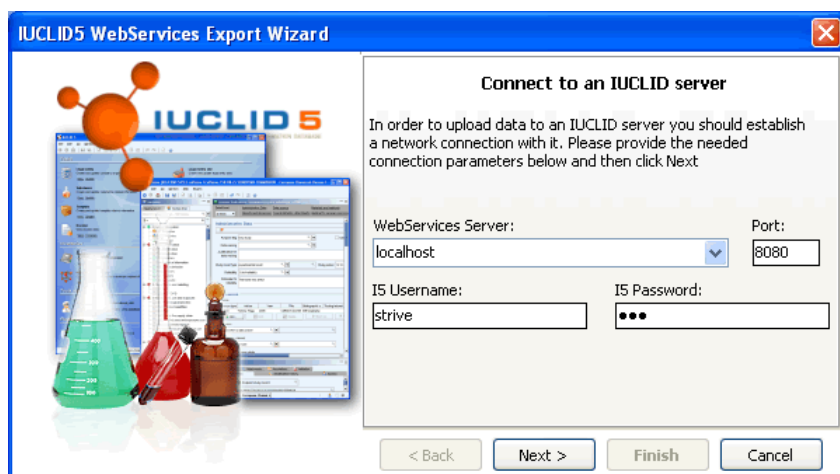 IUCLID5 WebServices Export Wizard
IUCLID 5
Connect to an IUCLID server
In order to upload data to an IUCLID server you should establish
a network connection with it. Please provide the needed
connection parameters below and then click Next
WebServices Server:
Port:
localhost
8080
I5 Username:
I5 Password:
strive
●●●
< Back
Next >
Finish
Cancel